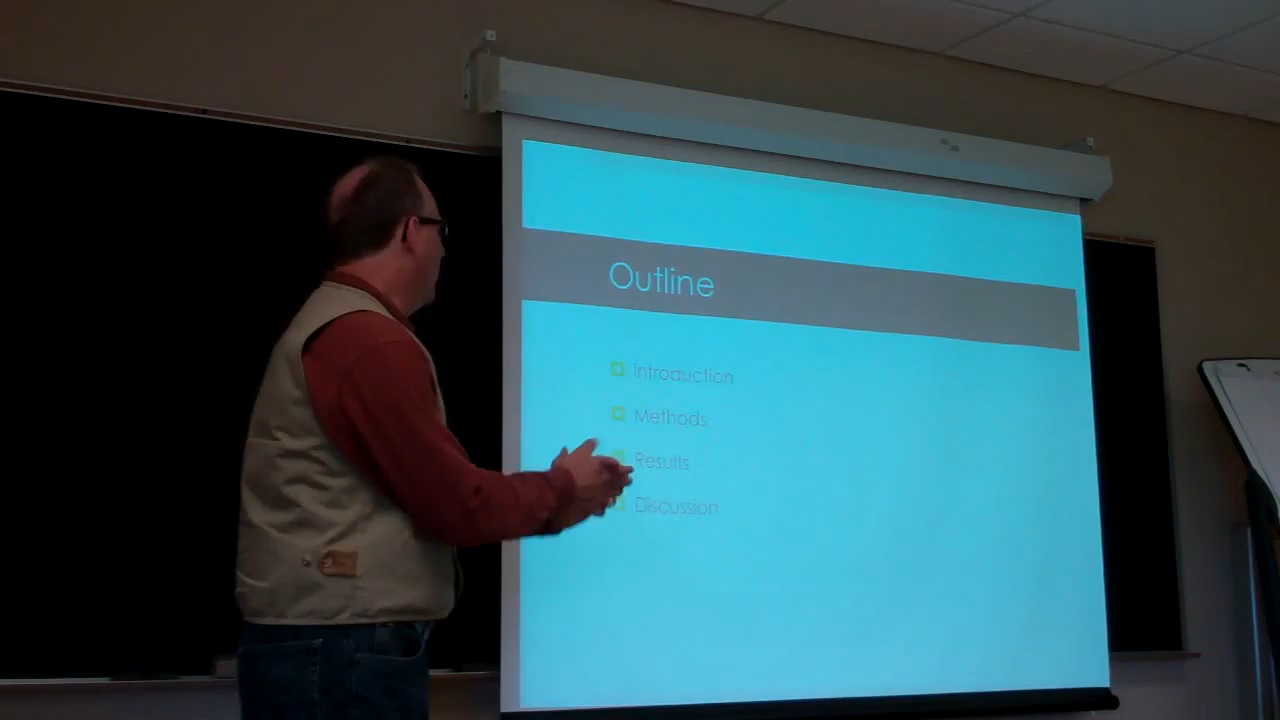 Outline
Introduction
Methods
Results
Discussion